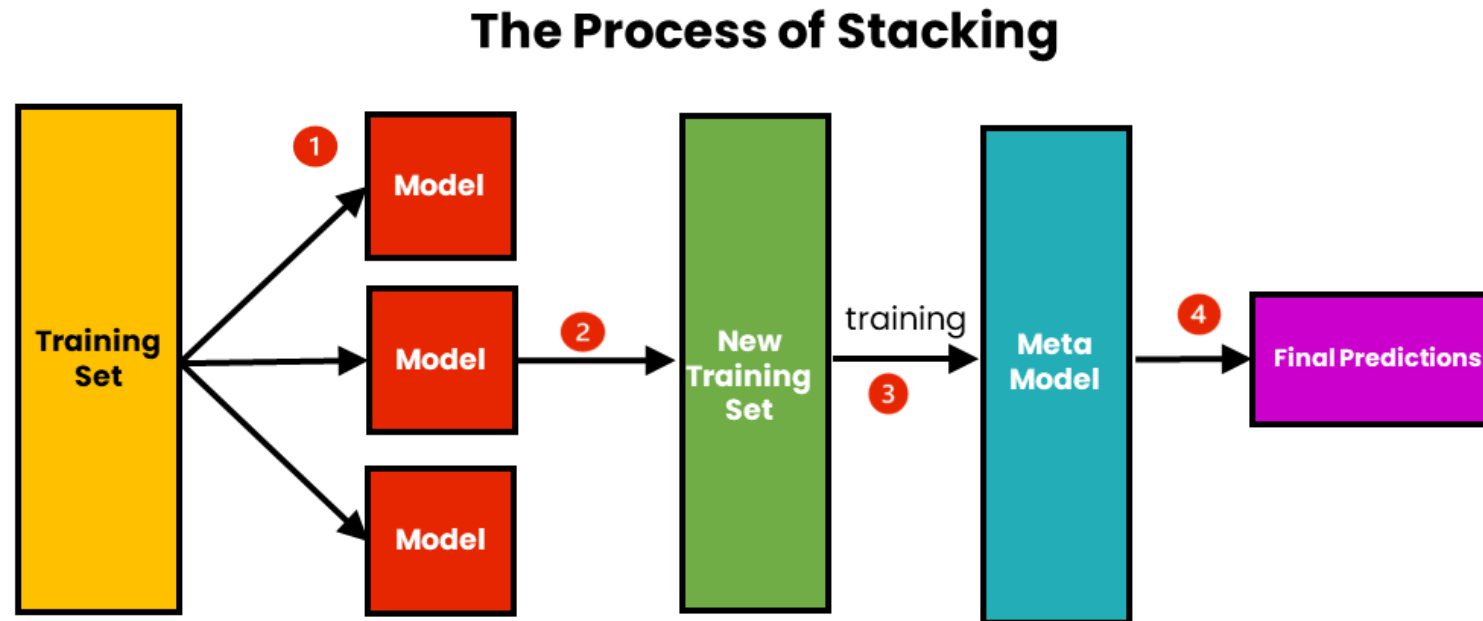 The Process of Stacking
1
Model
Training
Set
Model
2
New
Training
Set
training
3
Meta
Model
4
Final Predictions
Model